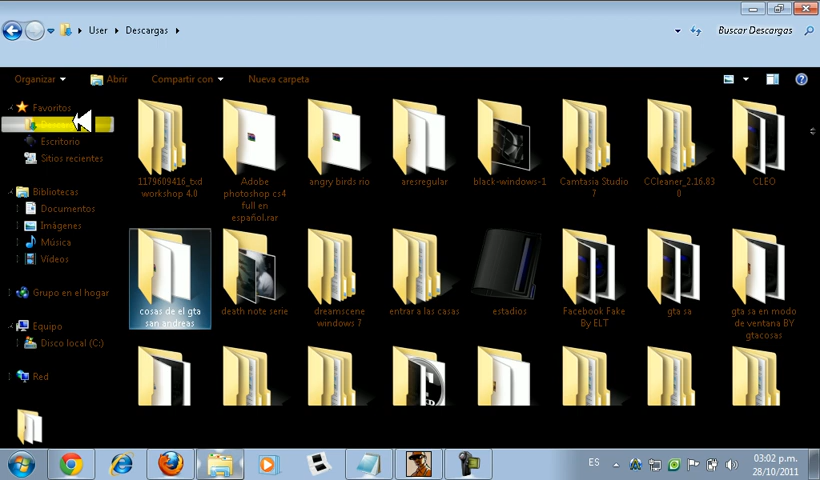 User
Descargas
Buscar Descargas
Organizar
Abrir
Compartir con
Nueva carpeta
Favoritos
Escritorio
Sitios recientes
Bibliotecas
Documentos
Imágenes
Música
Vídeos
Grupo en el hogar
Equipo
Disco local (C:)
Red
1179609416_txd
workshop 4.0
Adobe
photoshop cs4
full en
español.rar
angry birds rio
aresregular
black-windows-1
Camtasia Studio
7
CCleaner_2.16.83
0
CLEO
cosas de el gta
san andreas
death note serie
dreamscene
windows 7
entrar a las casas
estadios
Facebook Fake
By ELT
gta sa
gta sa en modo
de ventana BY
gtacosas
ES
03:02 p.m.
28/10/2011